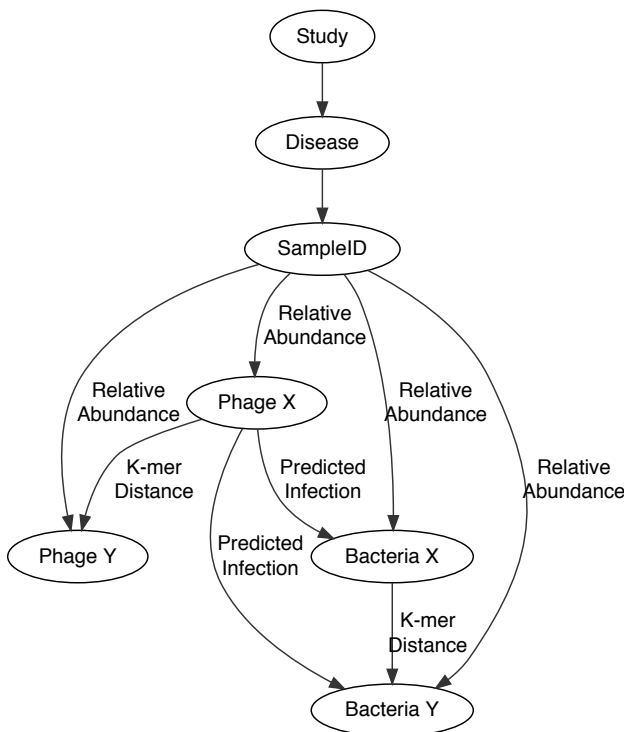 Study
Disease
SampleID
Relative
Abundance
Relative
Abundance
Phage X
Relative
Abundance
K-mer
Distance
Predicted
Infection
Relative
Abundance
Phage Y
Predicted
Infection
Bacteria X
K-mer
Distance
Bacteria Y